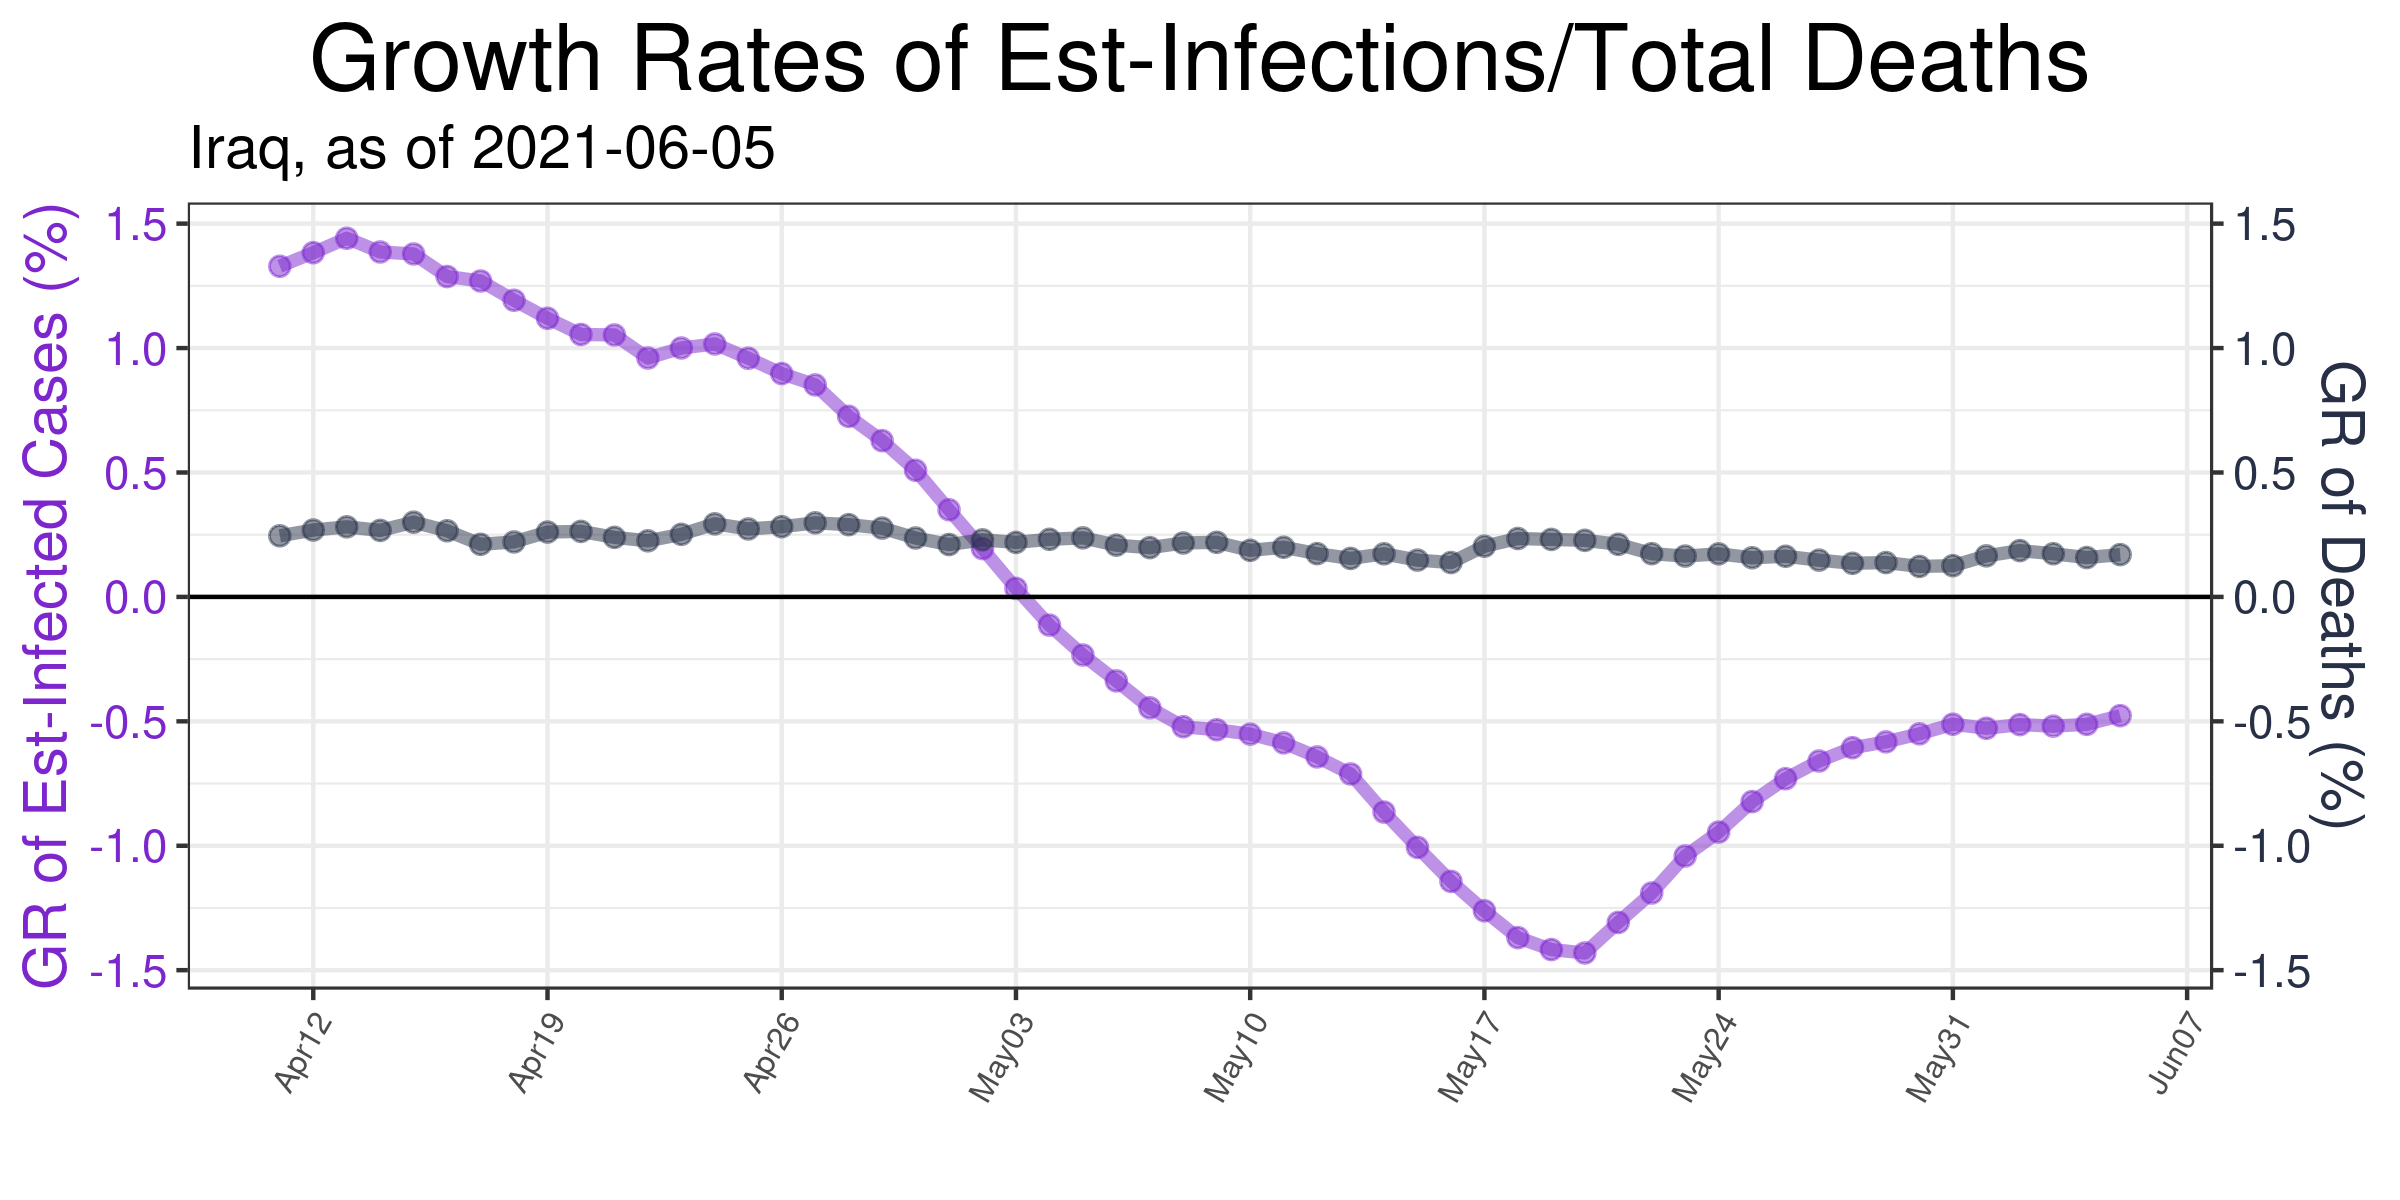 Growth Rates of Est-Infections/Total Deaths
Iraq, as of 2021-06-05
GR of Est-Infected Cases (%)
1.5
1.0
0.5
0.0
-0.5
-1.0
-1.5
1.5
1.0
0.5
0.0
-0.5
-1.0
-1.5
GR of Deaths (%)
Apr12
Apr19
Apr26
May03
May10
May17
May24
May31
Jun07